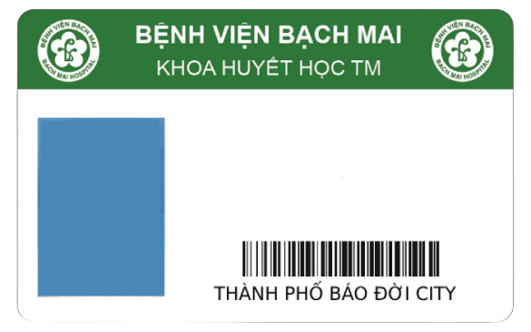 BỆNH VIỆN BẠCH MAI
KHOA HUYẾT HỌC TM
BỆNH VIỆN BẠCH MAI
BACH MAI HOSPITAL
BỆNH VIỆN BẠCH MAI
BACH MAI HOSPITAL
THÀNH PHỐ BÁO ĐỜI CITY